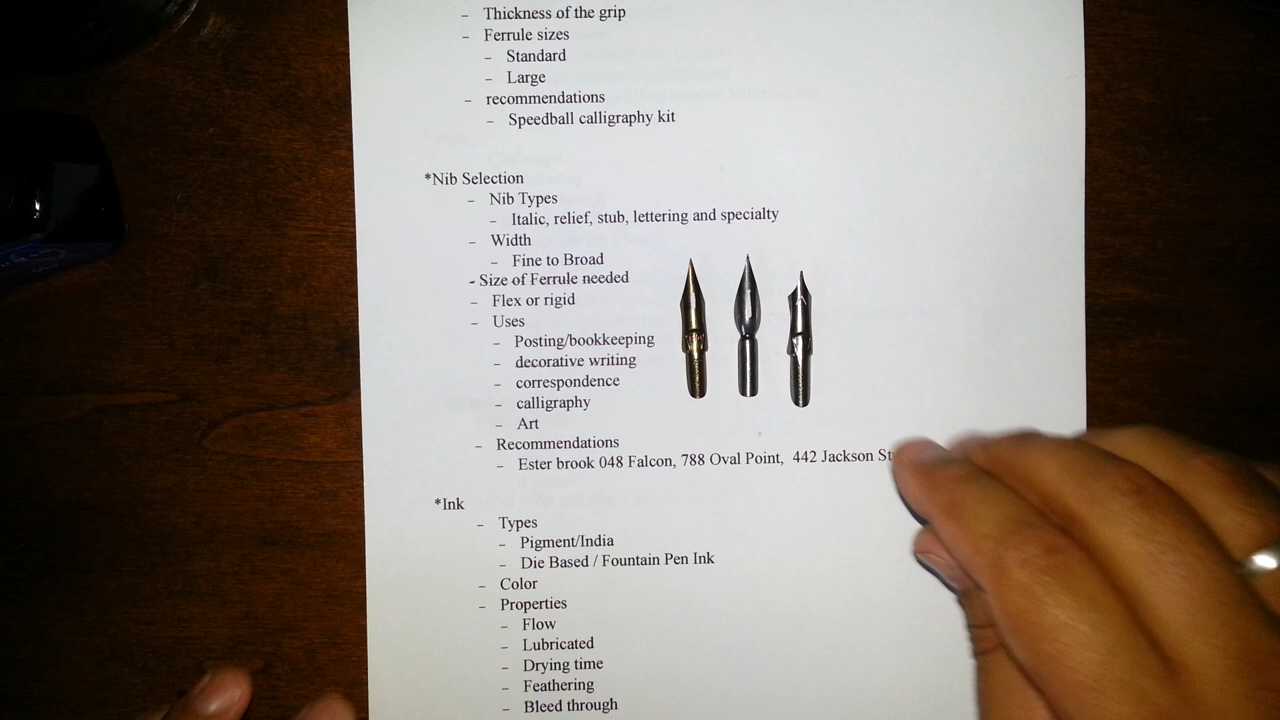 - Thickness of the grip
- Ferrule sizes
- Standard
- Large
- recommendations
- Speedball calligraphy kit
*Nib Selection
- Nib Types
- Italic, relief, stub, lettering and specialty
- Width
- Fine to Broad
- Size of Ferrule needed
- Flex or rigid
- Uses
- Posting/bookkeeping
- decorative writing
- correspondence
- calligraphy
- Art
- Recommendations
- Ester brook 048 Falcon, 788 Oval Point, 442 Jackson
*Ink
- Types
- Pigment/India
- Die Based / Fountain Pen Ink
- Color
- Properties
- Flow
- Lubricated
- Drying time
- Feathering
- Bleed through